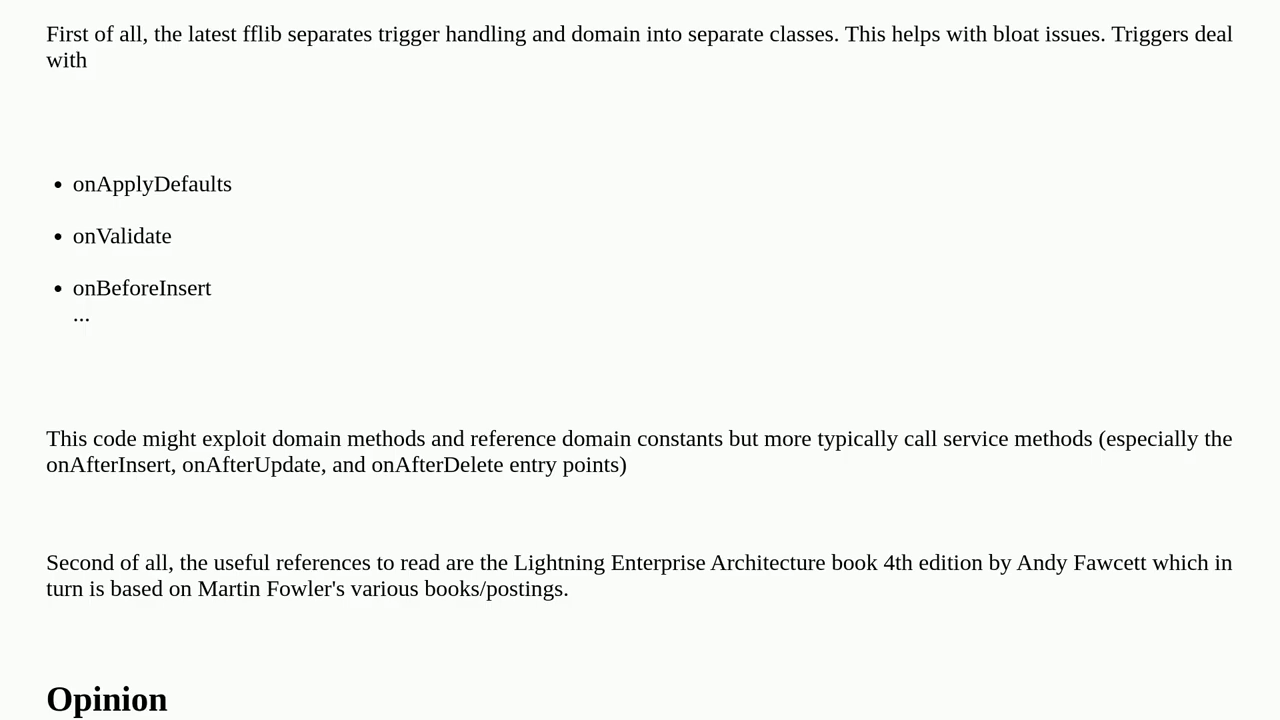 First of all, the latest fflib separates trigger handling and domain into separate classes. This helps with bloat issues. Triggers deal
with
• onApplyDefaults
• onValidate
• onBeforeInsert
...
This code might exploit domain methods and reference domain constants but more typically call service methods (especially the
onAfterInsert, onAfterUpdate, and onAfterDelete entry points)
Second of all, the useful references to read are the Lightning Enterprise Architecture book 4th edition by Andy Fawcett which in
turn is based on Martin Fowler's various books/postings.
Opinion